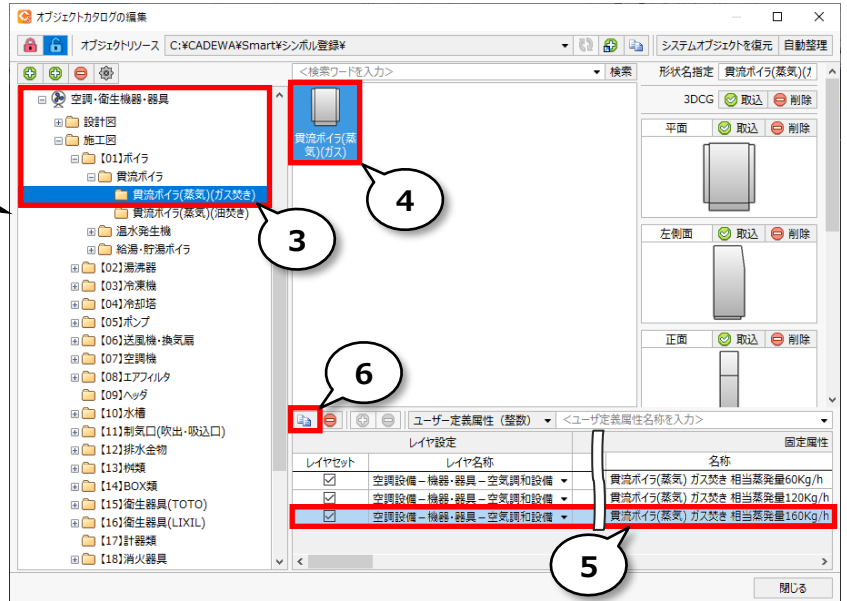 オブジェクトカタログの編集
オブジェクトリソース C:¥CADEWA¥Smart¥シンボル登録¥ システムオブジェクトを復元 自動整理
<検索ワードを入力> 検索 形状名指定 貫流ボイラ(蒸気)(ガ
空調・衛生機器・器具
設計図
施工図
【01】ボイラ
貫流ボイラ
貫流ボイラ(蒸気)(ガス焚き)
貫流ボイラ(蒸気)(油焚き)
温水発生機
給湯・貯湯ボイラ
【02】湯沸器
【03】冷凍機
【04】冷却塔
【05】ポンプ
【06】送風機・換気扇
【07】空調機
【08】エアフィルタ
【09】ヘッダ
【10】水槽
【11】制気口(吹出・吸込口)
【12】排水金物
【13】桝類
【14】BOX類
【15】衛生器具(TOTO)
【16】衛生器具(LIXIL)
【17】計器類
【18】消火器具
3
貫流ボイラ(蒸
気)(ガス)
4
3DCG 取込 削除
平面 取込 削除
左側面 取込 削除
正面 取込 削除
6
ユーザー定義属性 (整数) <ユーザ定義属性名称を入力>
レイヤ設定 固定属性
レイヤセット レイヤ名称 名称
空調設備－機器・器具－空気調和設備 貫流ボイラ(蒸気) ガス焚き 相当蒸発量60Kg/h
空調設備－機器・器具－空気調和設備 貫流ボイラ(蒸気) ガス焚き 相当蒸発量120Kg/h
空調設備－機器・器具－空気調和設備 貫流ボイラ(蒸気) ガス焚き 相当蒸発量160Kg/h
5
閉じる